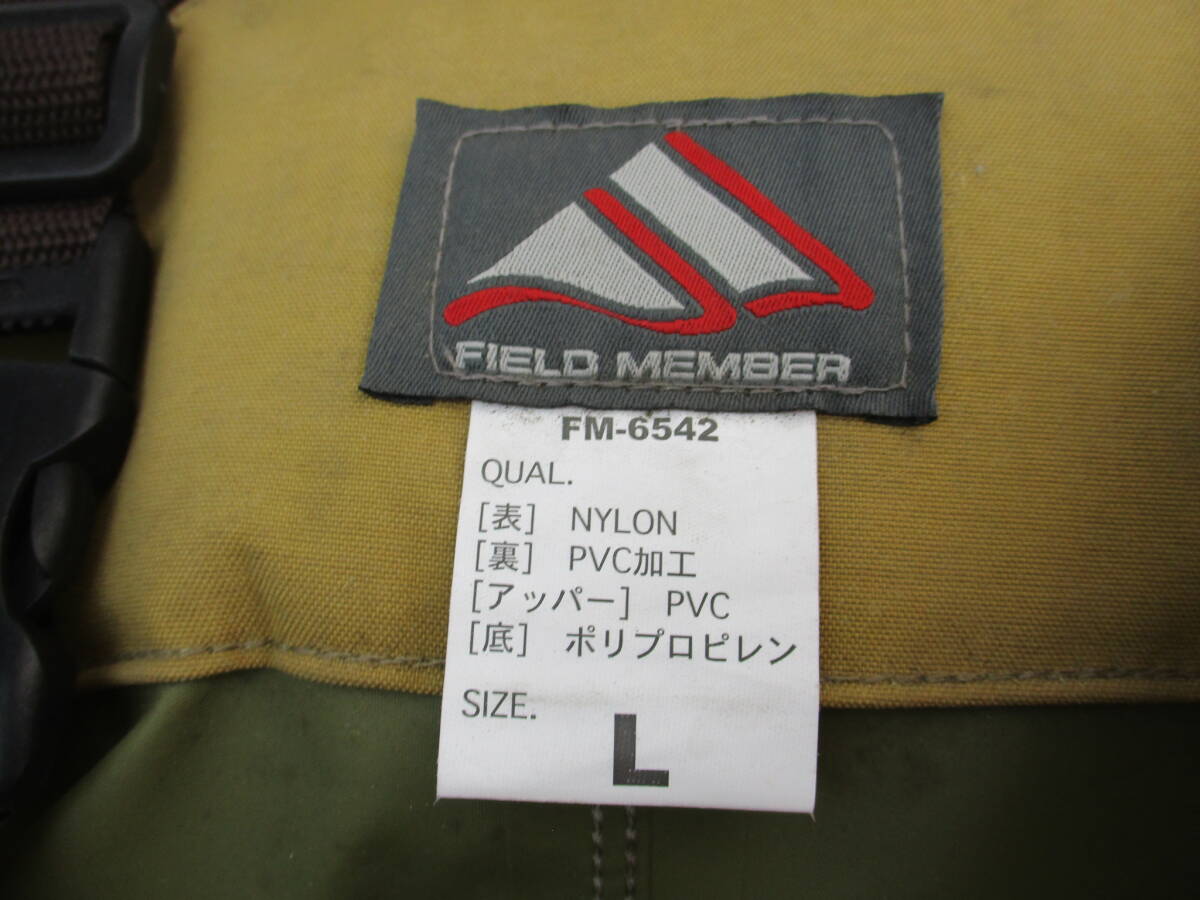 FIELD MEMBER
FM-6542
QUAL.
[表] NYLON
[裏] PVC加工
[アッパー] PVC
[底] ポリプロピレン
SIZE.
L